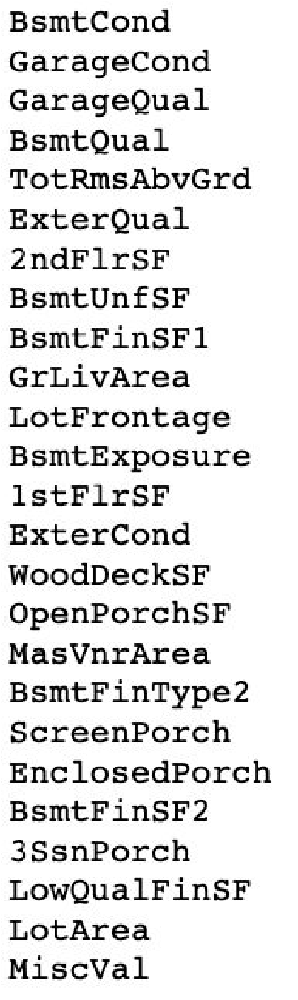 BsmtCond
GarageCond
GarageQual
BsmtQual
TotRmsAbvGrd
ExterQual
2ndFlrSF
BsmtUnfSF
BsmtFinSF1
GrLivArea
LotFrontage
BsmtExposure
1stFlrSF
ExterCond
WoodDeckSF
OpenPorchSF
MasVnrArea
BsmtFinType2
ScreenPorch
EnclosedPorch
BsmtFinSF2
3SsnPorch
LowQualFinSF
LotArea
MiscVal